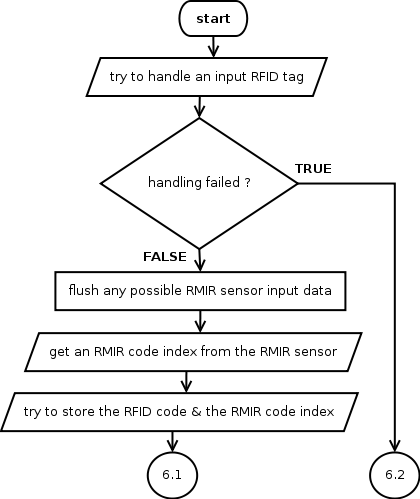 start
try to handle an input RFID tag
handling failed ?
TRUE
FALSE
flush any possible RMIR sensor input data
get an RMIR code index from the RMIR sensor
try to store the RFID code & the RMIR code index
6.1
6.2